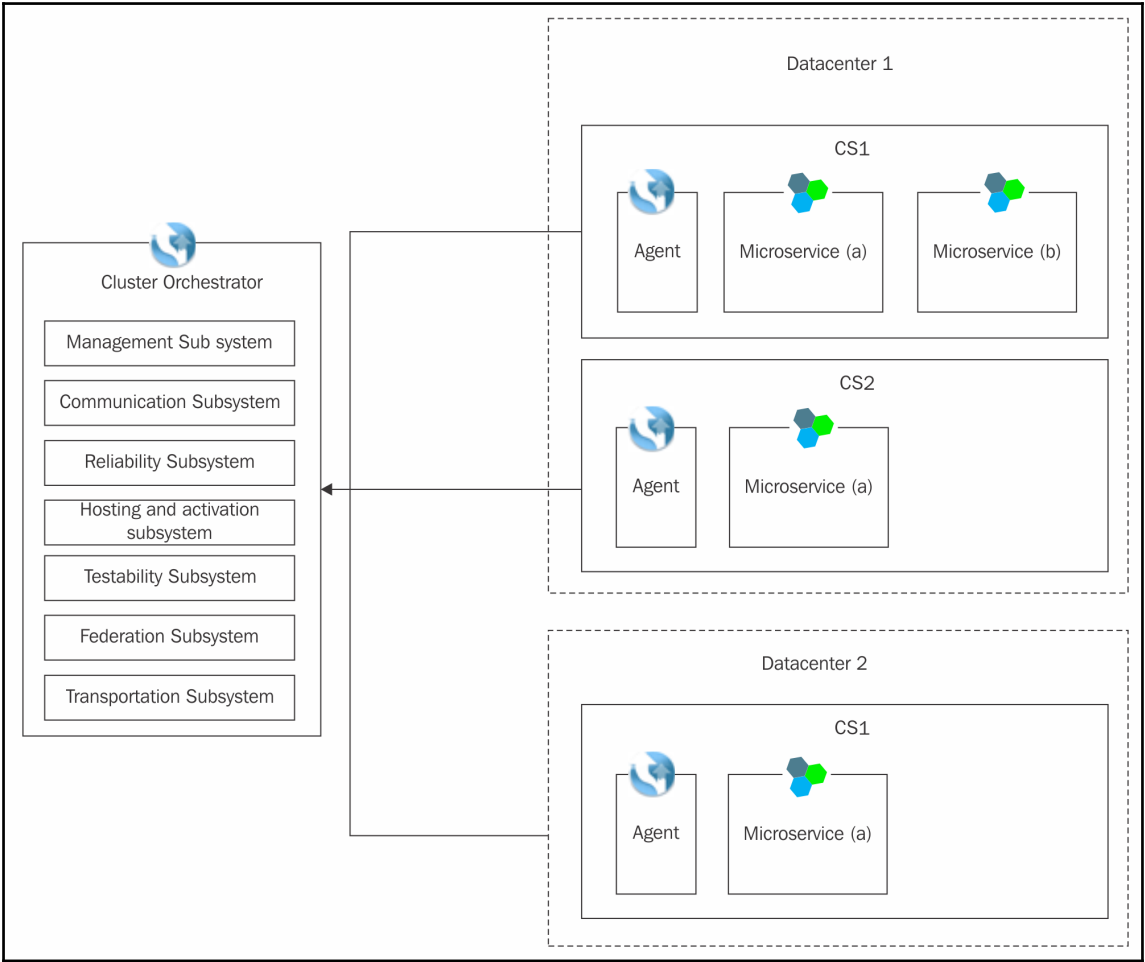 Cluster Orchestrator
Management Sub system
Communication Subsystem
Reliability Subsystem
Hosting and activation
subsystem
Testability Subsystem
Federation Subsystem
Transportation Subsystem
Datacenter 1
CS1
Agent
Microservice (a)
Microservice (b)
CS2
Agent
Microservice (a)
Datacenter 2
CS1
Agent
Microservice (a)